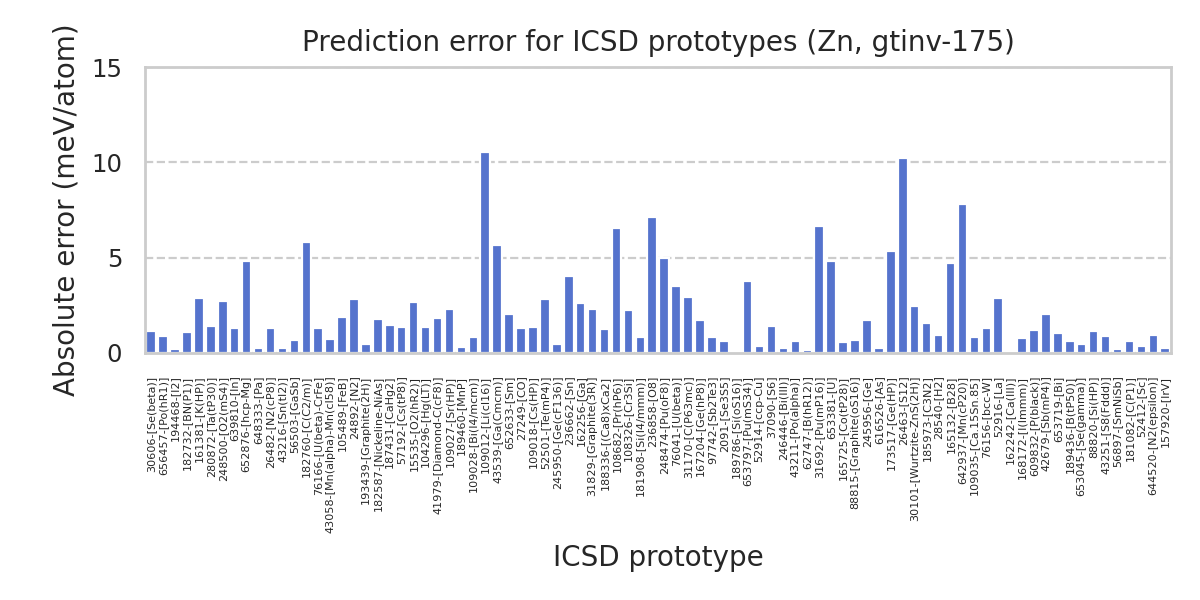 Prediction error for ICSD prototypes (Zn, gtinv-175)
Absolute error (meV/atom)
15
10
5
0
30606-[Se(beta)]
656457-[Po(hR1)]
194468-[I2]
182732-[BN(P1)]
161381-[K(HP)]
280872-[P(tP30)]
248500-[O2(mS4)]
639810-[In]
652876-[hcp-Mg]
648333-[Pa]
26482-[N2(cP8)]
43216-[Sn(tI2)]
56503-[GaSb]
182760-[C(C2/m)]
76166-[U(beta)-CrFe]
43058-[Mn(alpha)-Mn(cI58)]
105489-[FeB]
24892-[N2]
193439-[Graphite(2H)]
182587-[Nickeline-NiAs]
187431-[CaHg2]
57192-[Cs(tP8)]
15535-[O2(hR2)]
104296-[Hg(LT)]
41979-[Diamond-C(cF8)]
109027-[Sr(HP)]
189460-[MnP]
109028-[Bi(I4/mcm)]
109012-[Li(cI16)]
43539-[Ga(Cmcm)]
652633-[Sm]
27249-[CO]
109018-[Cs(HP)]
52501-[Te(mP4)]
245950-[Ge(cF136)]
236662-[Sn]
162256-[Ga]
31829-[Graphite(3R)]
188336-[(Ca8)xCa2]
108682-[Pr(hP6)]
108326-[Cr3Si]
181908-[Si(I4/mmm)]
236858-[O8]
248474-[Pu(oF8)]
76041-[U(beta)]
31170-[C(P63mc)]
167204-[Ge(hP8)]
97742-[Sb2Te3]
2091-[Se3S5]
189786-[Si(oS16)]
653797-[Pu(mS34)]
52914-[ccp-Cu]
37090-[S6]
246446-[Bi(III)]
43211-[Po(alpha)]
62747-[B(hR12)]
31692-[Pu(mP16)]
653381-[U]
165725-[Co(tP28)]
88815-[Graphite(oS16)]
245956-[Ge]
616526-[As]
173517-[Ge(HP)]
26463-[S12]
30101-[Wurtzite-ZnS(2H)]
185973-[C3N2]
28540-[H2]
165132-[B28]
642937-[Mn(cP20)]
109035-[Ca.15Sn.85]
76156-[bcc-W]
52916-[La]
162242-[Ca(III)]
168172-[I(Immm)]
609832-[P(black)]
42679-[Sb(mP4)]
653719-[Bi]
189436-[B(tP50)]
653045-[Se(gamma)]
88820-[Si(HP)]
43251-[S8(Fddd)]
56897-[SmNiSb]
181082-[C(P1)]
52412-[Sc]
644520-[N2(epsilon)]
157920-[IrV]
ICSD prototype